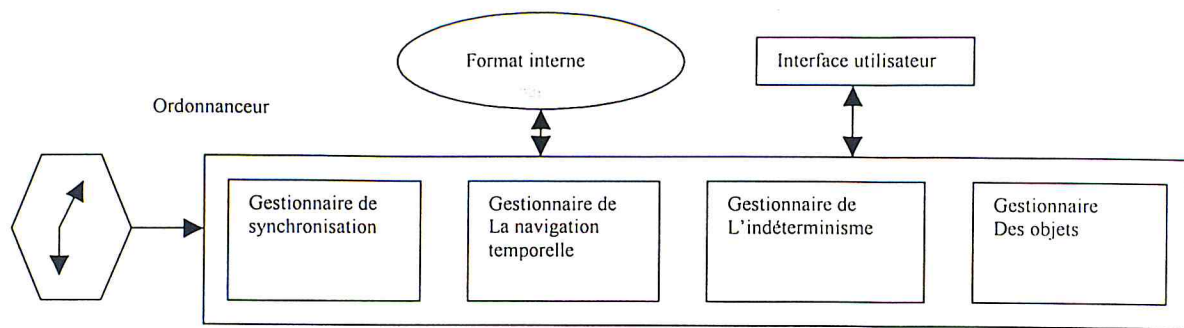 Format interne
Interface utilisateur
Ordonnanceur
Gestionnaire de
synchronisation
Gestionnaire de
La navigation
temporelle
Gestionnaire de
L'indéterminisme
Gestionnaire
Des objets